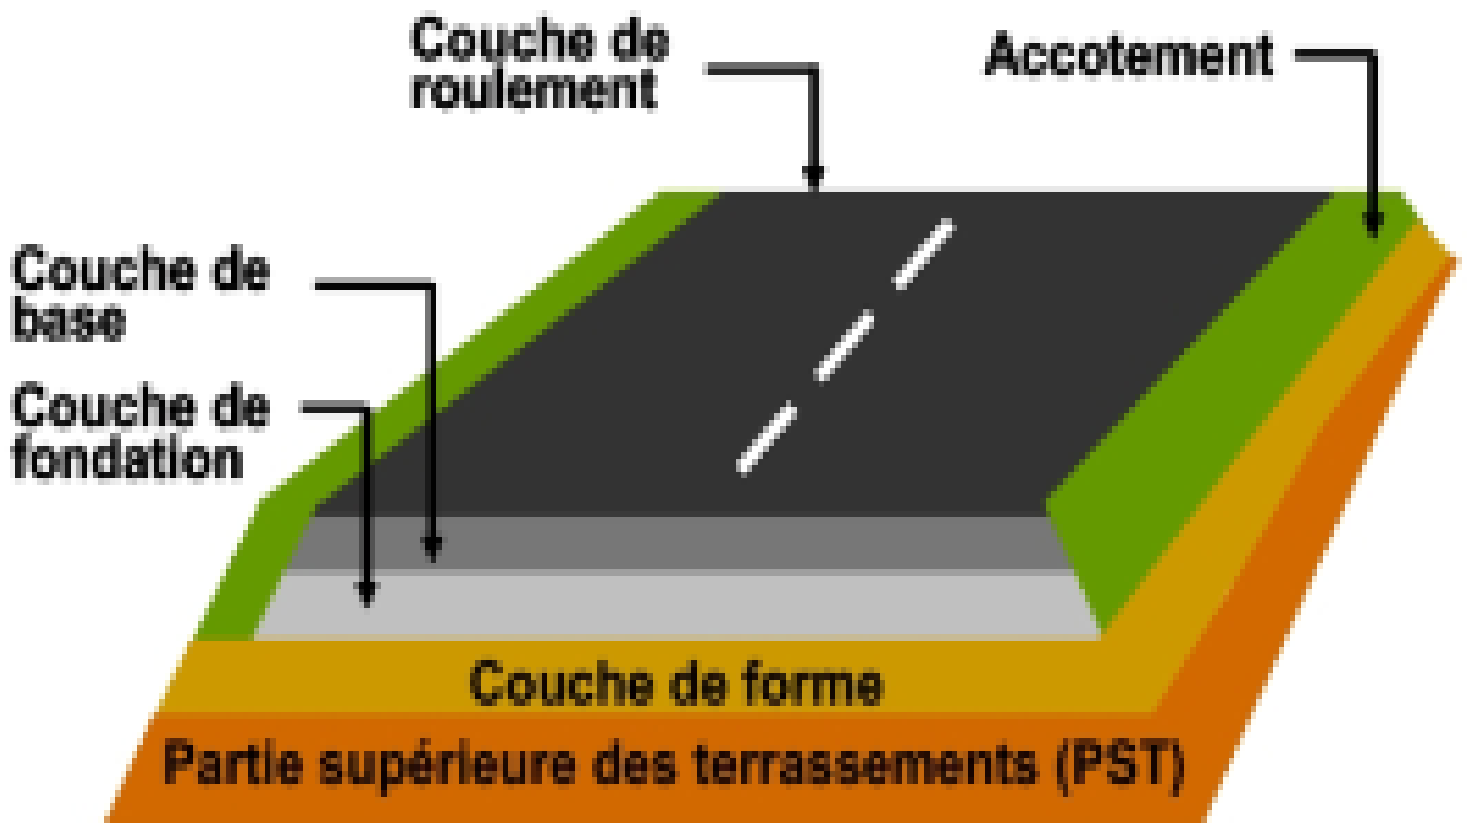 Couche de
roulement
Accotement
Couche de
base
Couche de
fondation
Couche de forme
Partie supérieure des terrassements (PST)